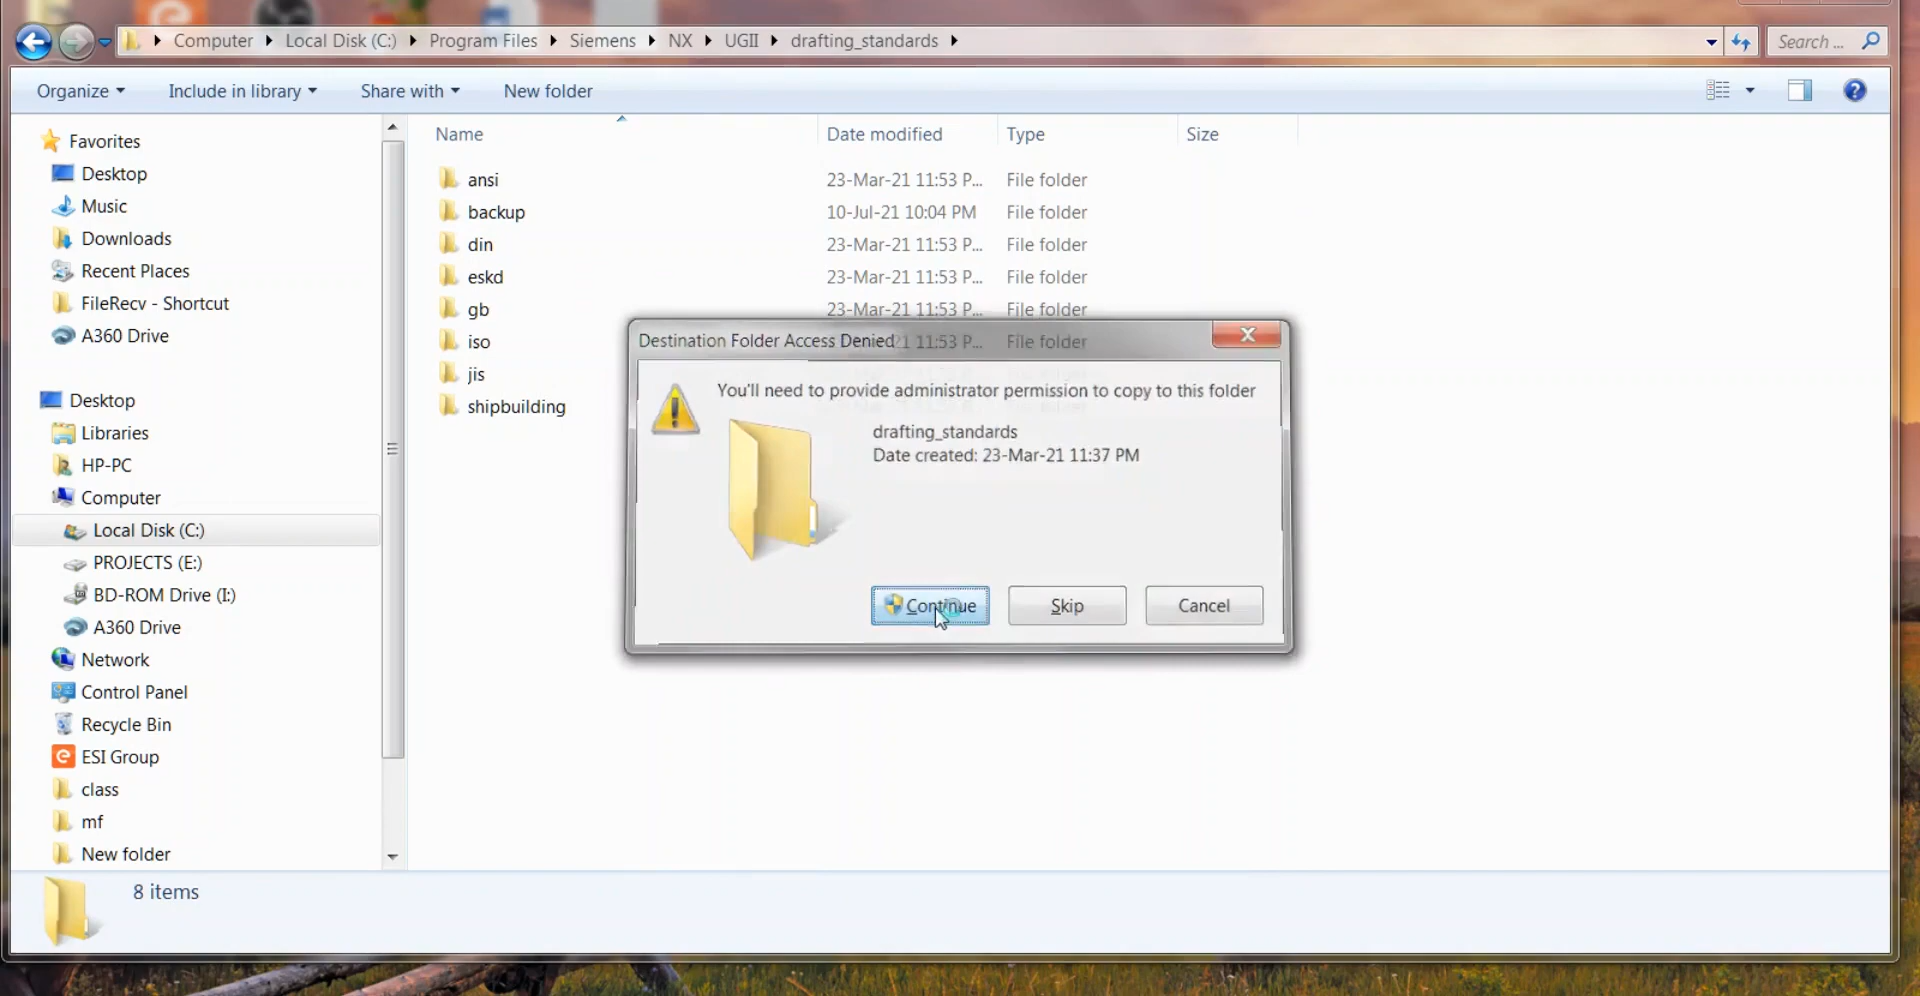 Computer Local Disk (C:) Program Files Siemens NX UGII drafting_standards Search ...
Organize Include in library Share with New folder
Favorites
Desktop
Music
Downloads
Recent Places
FileRecv - Shortcut
A360 Drive
Desktop
Libraries
HP-PC
Computer
Local Disk (C:)
PROJECTS (E:)
BD-ROM Drive (I:)
A360 Drive
Network
Control Panel
Recycle Bin
ESI Group
class
mf
New folder
Name Date modified Type Size
ansi 23-Mar-21 11:53 P... File folder
backup 10-Jul-21 10:04 PM File folder
din 23-Mar-21 11:53 P... File folder
eskd 23-Mar-21 11:53 P... File folder
gb 23-Mar-21 11:53 P... File folder
iso 21 11:53 P... File folder
jis
shipbuilding
Destination Folder Access Denied
You'll need to provide administrator permission to copy to this folder
drafting_standards
Date created: 23-Mar-21 11:37 PM
Continue Skip Cancel
8 items